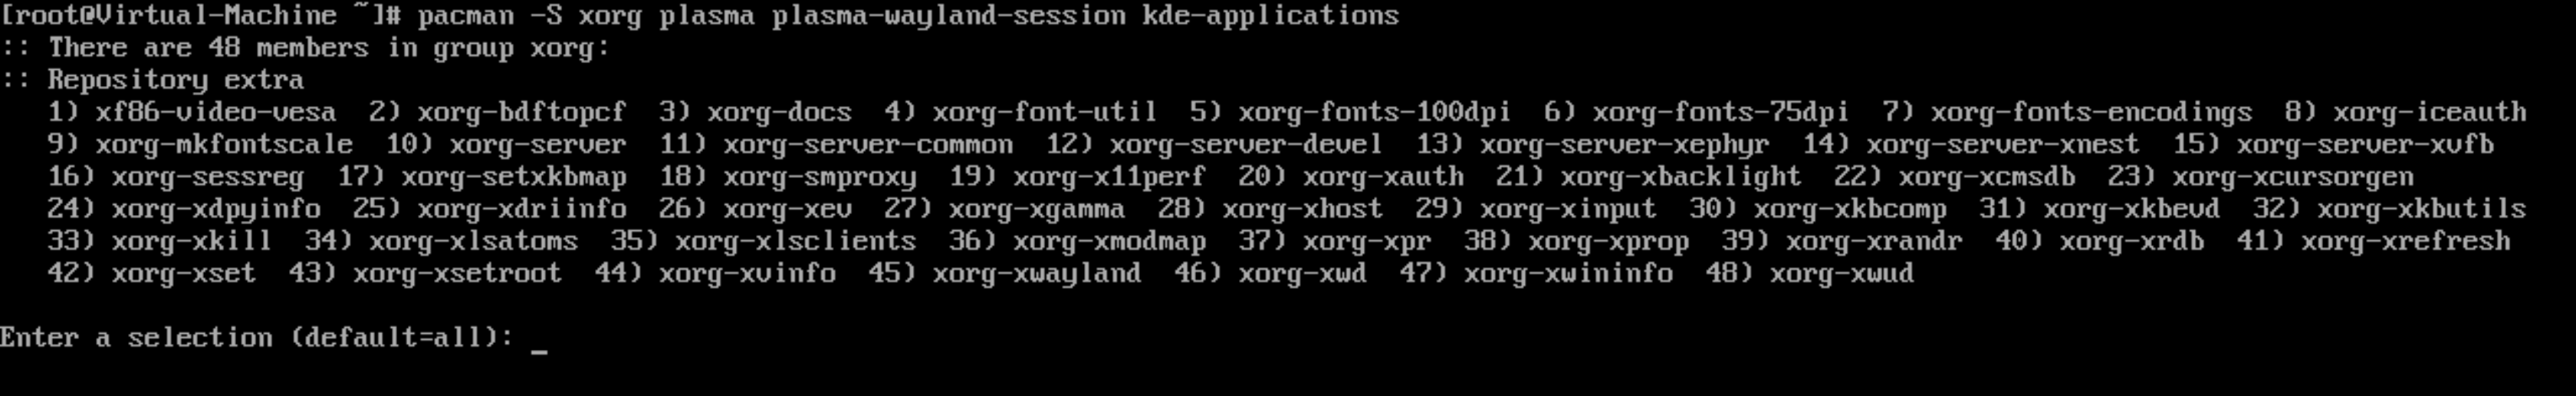 [root@Virtual-Machine ~]# pacman -S xorg plasma plasma-wayland-session kde-applications
:: There are 48 members in group xorg:
:: Repository extra
   1) xf86-video-vesa  2) xorg-bdftopcf  3) xorg-docs  4) xorg-font-util  5) xorg-fonts-100dpi  6) xorg-fonts-75dpi  7) xorg-fonts-encodings  8) xorg-iceauth
   9) xorg-mkfontscale  10) xorg-server  11) xorg-server-common  12) xorg-server-devel  13) xorg-server-xephyr  14) xorg-server-xnest  15) xorg-server-xvfb
   16) xorg-sessreg  17) xorg-setxkbmap  18) xorg-smproxy  19) xorg-x11perf  20) xorg-xauth  21) xorg-xbacklight  22) xorg-xcmsdb  23) xorg-xcursorgen
   24) xorg-xdpyinfo  25) xorg-xdriinfo  26) xorg-xev  27) xorg-xgamma  28) xorg-xhost  29) xorg-xinput  30) xorg-xkbcomp  31) xorg-xkbevd  32) xorg-xkbutils
   33) xorg-xkill  34) xorg-xlsatoms  35) xorg-xlsclients  36) xorg-xmodmap  37) xorg-xpr  38) xorg-xprop  39) xorg-xrandr  40) xorg-xrdb  41) xorg-xrefresh
   42) xorg-xset  43) xorg-xsetroot  44) xorg-xvinfo  45) xorg-xwayland  46) xorg-xwd  47) xorg-xwininfo  48) xorg-xwud
Enter a selection (default=all): _